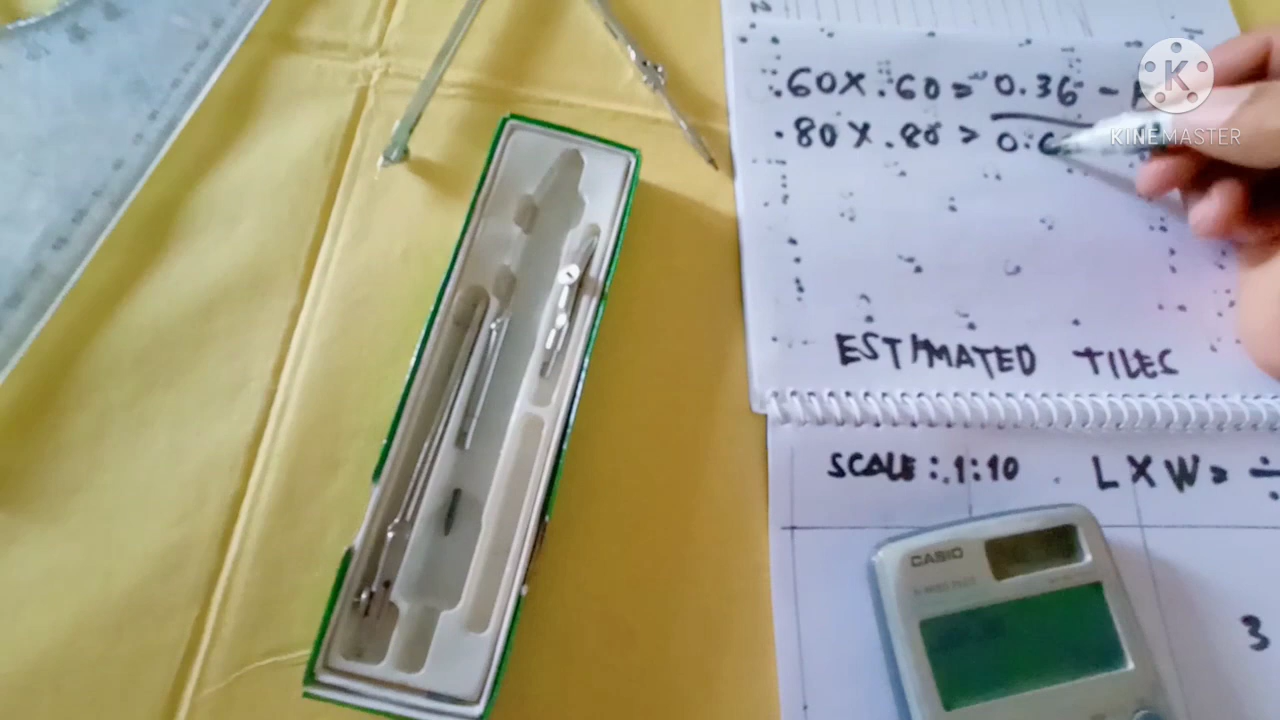 .60 X .60 = 0.36 -
.80 X .80 =
ESTIMATED TILES
SCALE: 1:10 L X W = ÷
CASIO
3
K
KINEMASTER